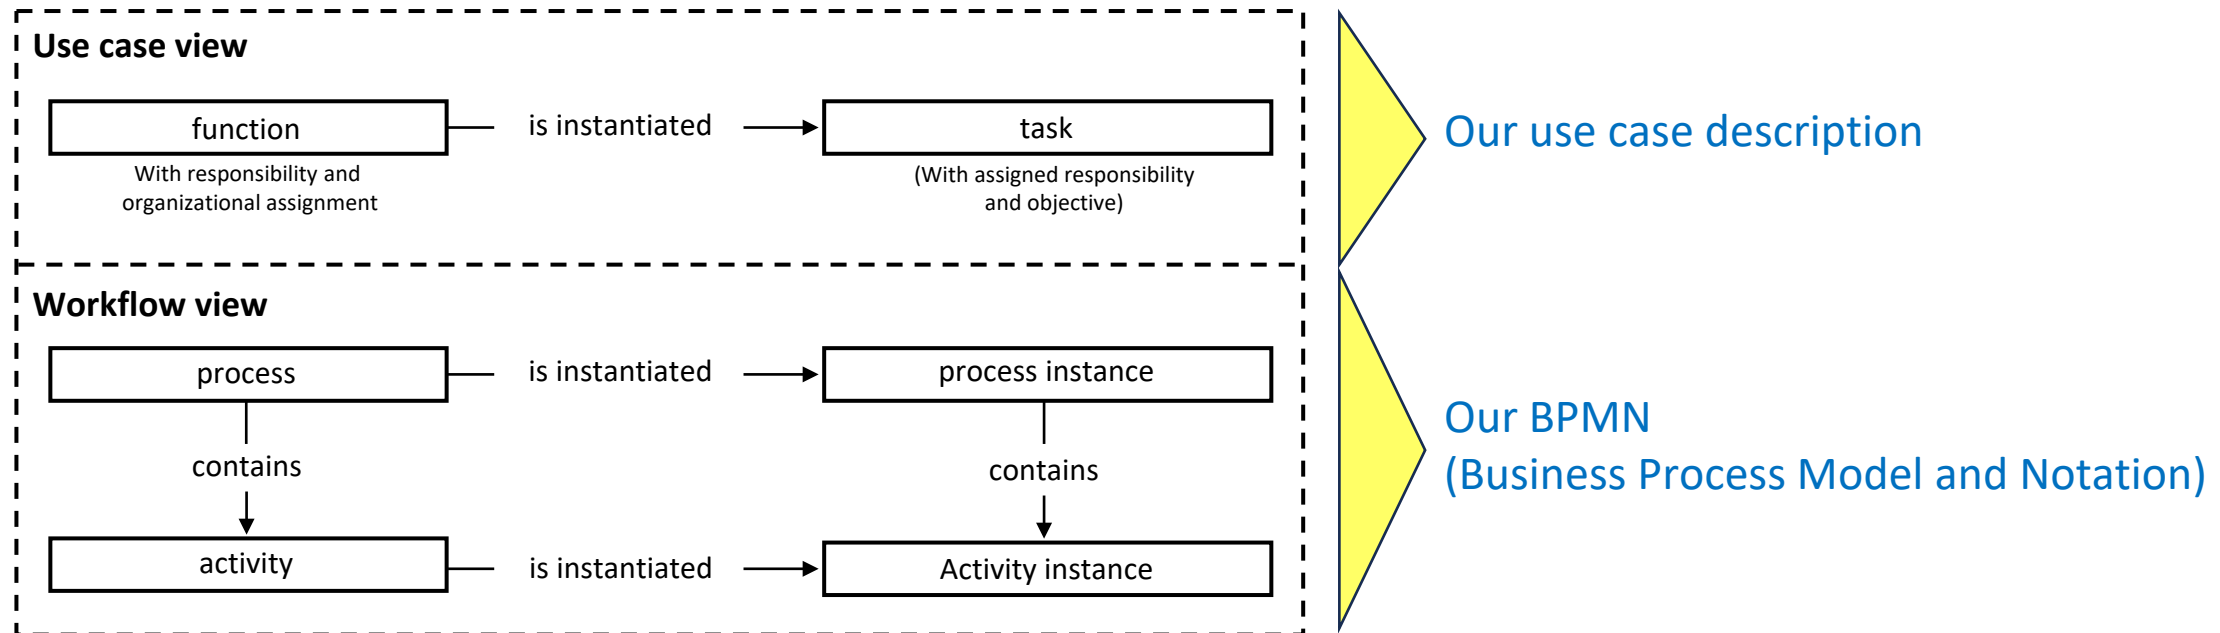 Use case view
function
is instantiated
task
With responsibility and
organizational assignment
(With assigned responsibility
and objective)
Our use case description
Workflow view
process
is instantiated
process instance
contains
contains
activity
is instantiated
Activity instance
Our BPMN
(Business Process Model and Notation)